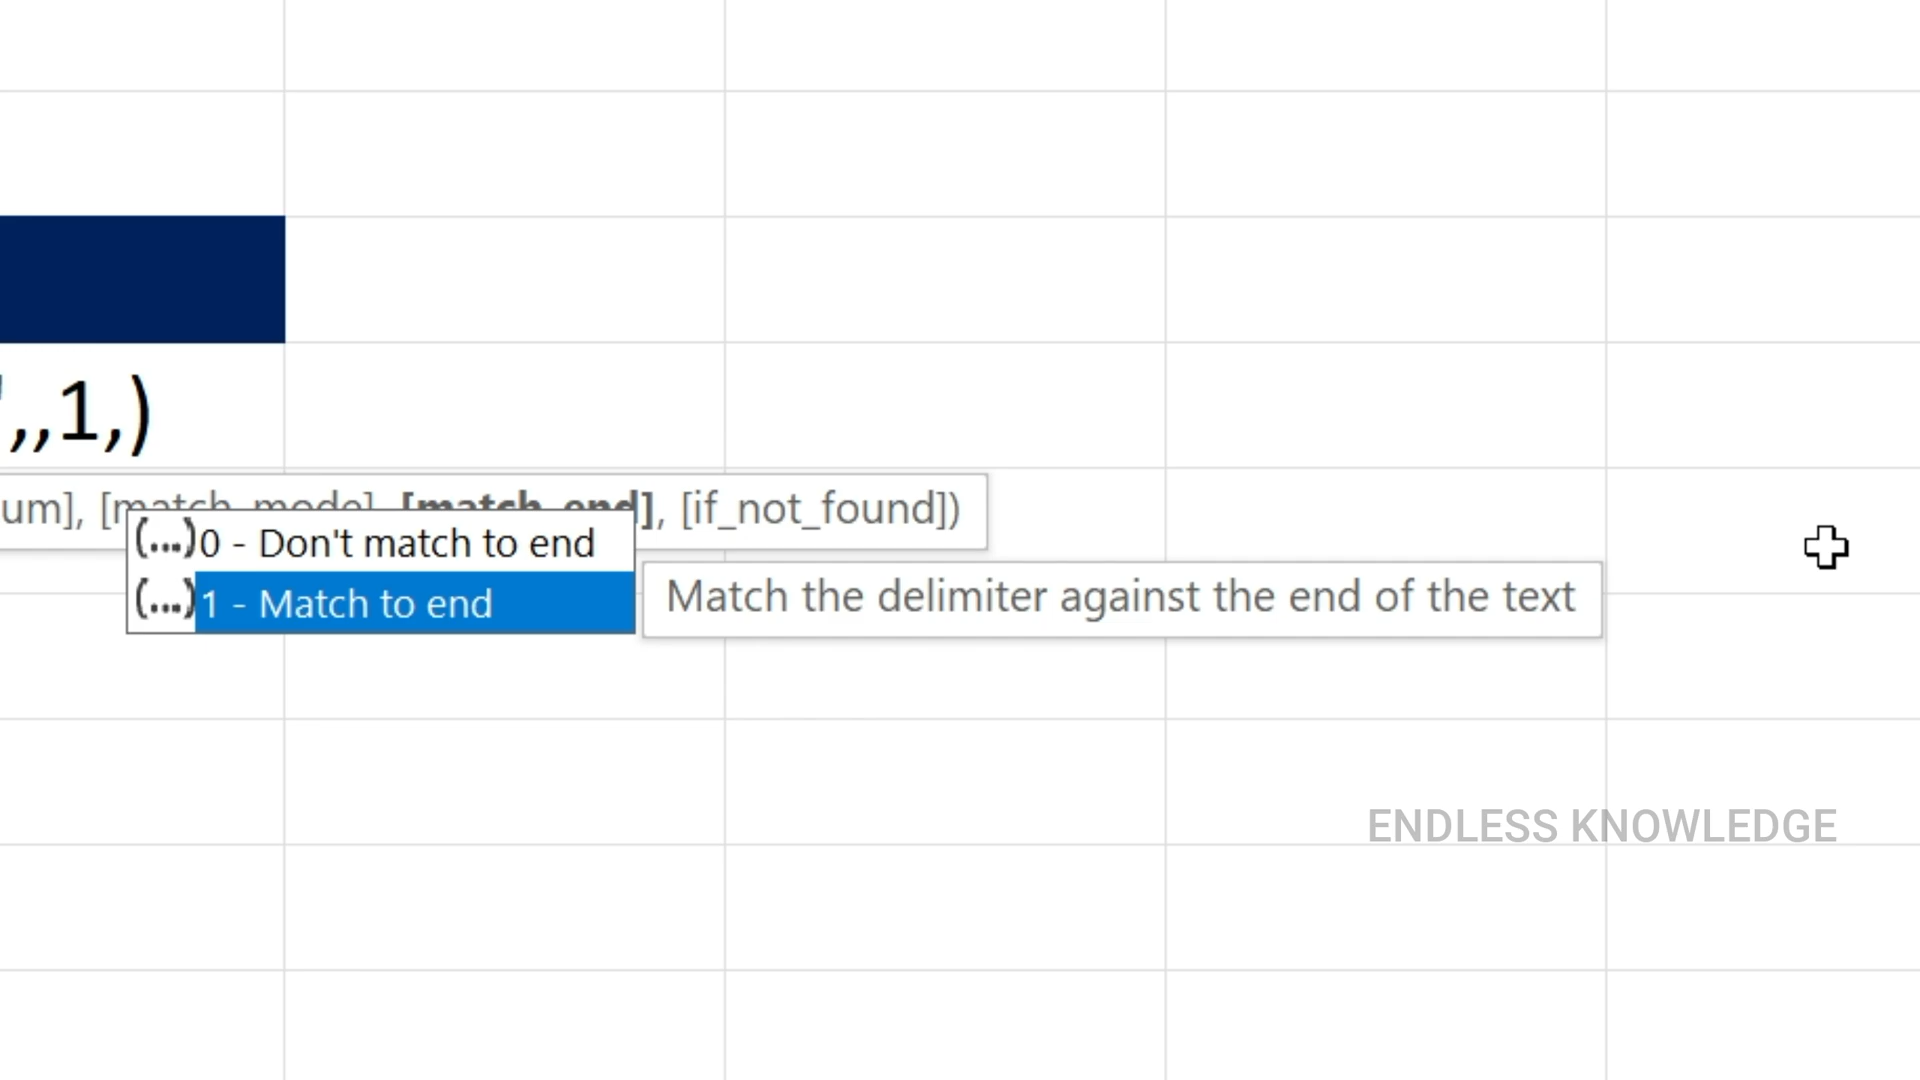 ",,1,)
um], [match_mode], [match_end], [if_not_found])
(...)0 - Don't match to end
(...)1 - Match to end
Match the delimiter against the end of the text
ENDLESS KNOWLEDGE